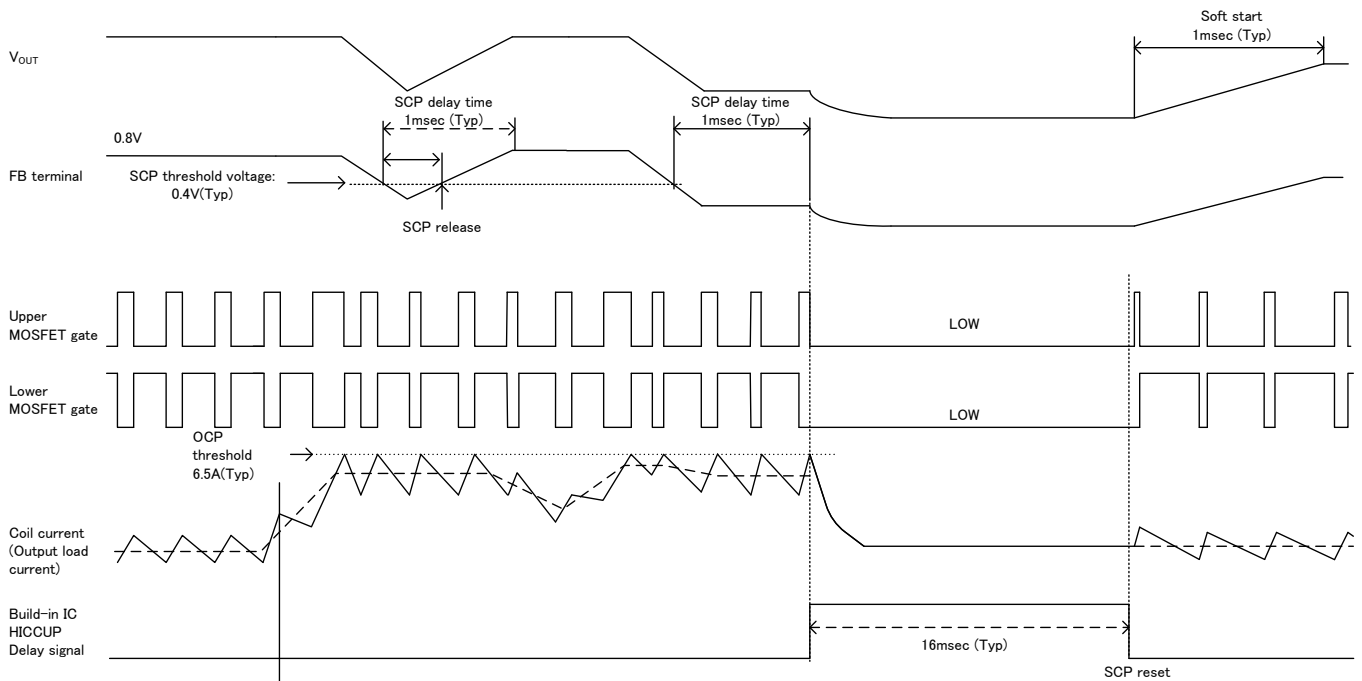 Soft start
1msec (Typ)
VOUT
SCP delay time
1msec (Typ)
SCP delay time
1msec (Typ)
0.8V
FB terminal
SCP threshold voltage:
0.4V(Typ)
SCP release
Upper
MOSFET gate
LOW
Lower
MOSFET gate
LOW
OCP
threshold
6.5A(Typ)
Coil current
(Output load
current)
Build-in IC
HICCUP
Delay signal
16msec (Typ)
SCP reset